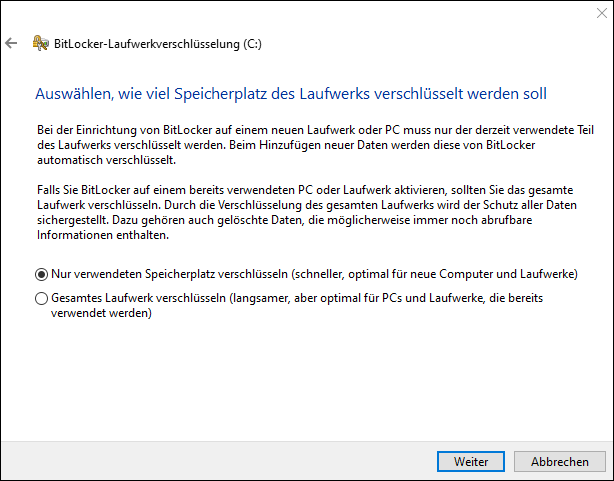 BitLocker-Laufwerkverschlüsselung (C:)
Auswählen, wie viel Speicherplatz des Laufwerks verschlüsselt werden soll
Bei der Einrichtung von BitLocker auf einem neuen Laufwerk oder PC muss nur der derzeit verwendete Teil
des Laufwerks verschlüsselt werden. Beim Hinzufügen neuer Daten werden diese von BitLocker
automatisch verschlüsselt.
Falls Sie BitLocker auf einem bereits verwendeten PC oder Laufwerk aktivieren, sollten Sie das gesamte
Laufwerk verschlüsseln. Durch die Verschlüsselung des gesamten Laufwerks wird der Schutz aller Daten
sichergestellt. Dazu gehören auch gelöschte Daten, die möglicherweise immer noch abrufbare
Informationen enthalten.
Nur verwendeten Speicherplatz verschlüsseln (schneller, optimal für neue Computer und Laufwerke)
Gesamtes Laufwerk verschlüsseln (langsamer, aber optimal für PCs und Laufwerke, die bereits
verwendet werden)
Weiter
Abbrechen